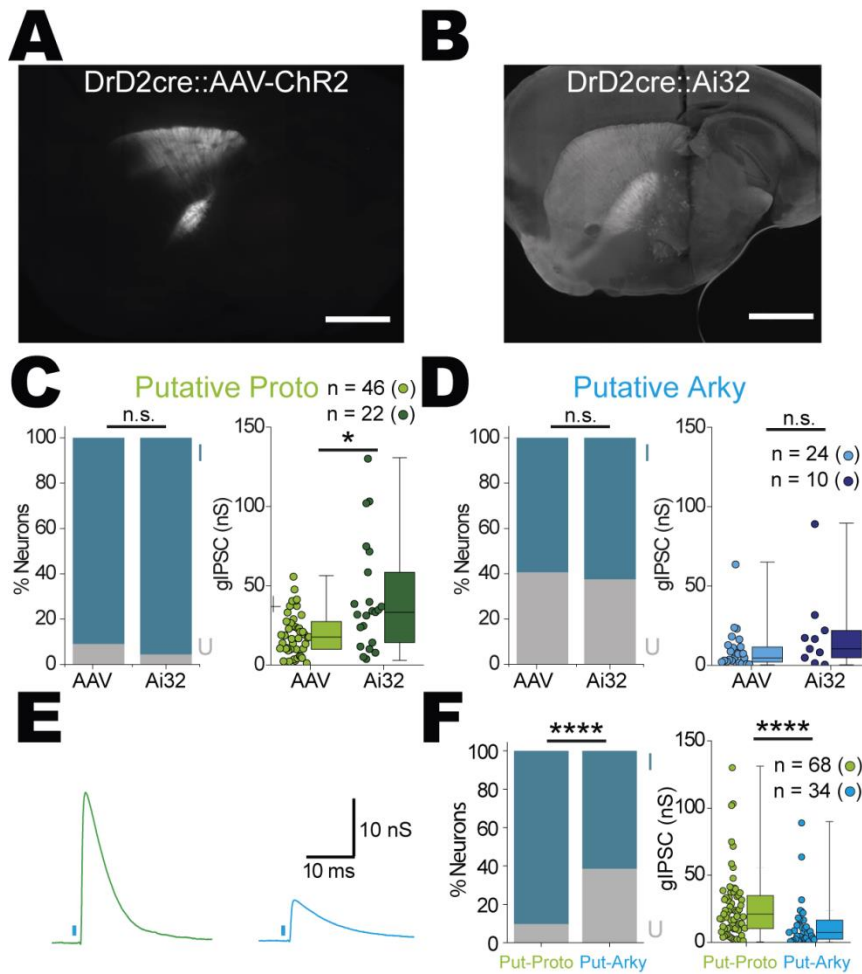 A
B
DrD2cre::AAV-ChR2
DrD2cre::Ai32
C
Putative Proto
n = 46 ( )
n = 22 ( )
n.s.
*
I
U
100
80
60
40
20
0
% Neurons
AAV
Ai32
150
100
50
0
gIPSC (nS)
AAV
Ai32
D
Putative Arky
n.s.
n.s.
n = 24 ( )
n = 10 ( )
I
U
100
80
60
40
20
0
% Neurons
AAV
Ai32
150
100
50
0
gIPSC (nS)
AAV
Ai32
E
10 nS
10 ms
F
****
****
n = 68 ( )
n = 34 ( )
I
U
100
80
60
40
20
0
% Neurons
Put-Proto
Put-Arky
150
100
50
0
gIPSC (nS)
Put-Proto
Put-Arky